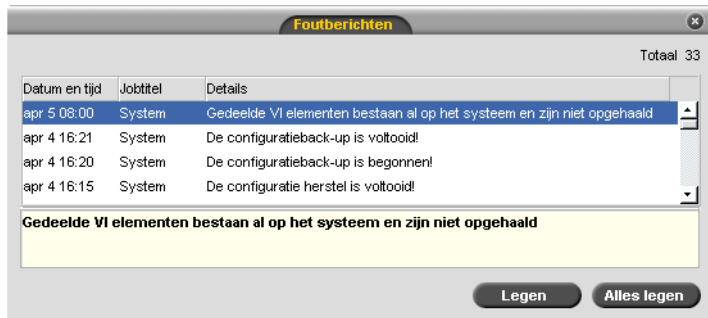 Foutberichten
Totaal 33
Datum en tijd Jobtitel Details
apr 5 08:00 System Gedeelde VI elementen bestaan al op het systeem en zijn niet opgehaald
apr 4 16:21 System De configuratieback-up is voltooid!
apr 4 16:20 System De configuratieback-up is begonnen!
apr 4 16:15 System De configuratie herstel is voltooid!
Gedeelde VI elementen bestaan al op het systeem en zijn niet opgehaald
Legen Alles legen